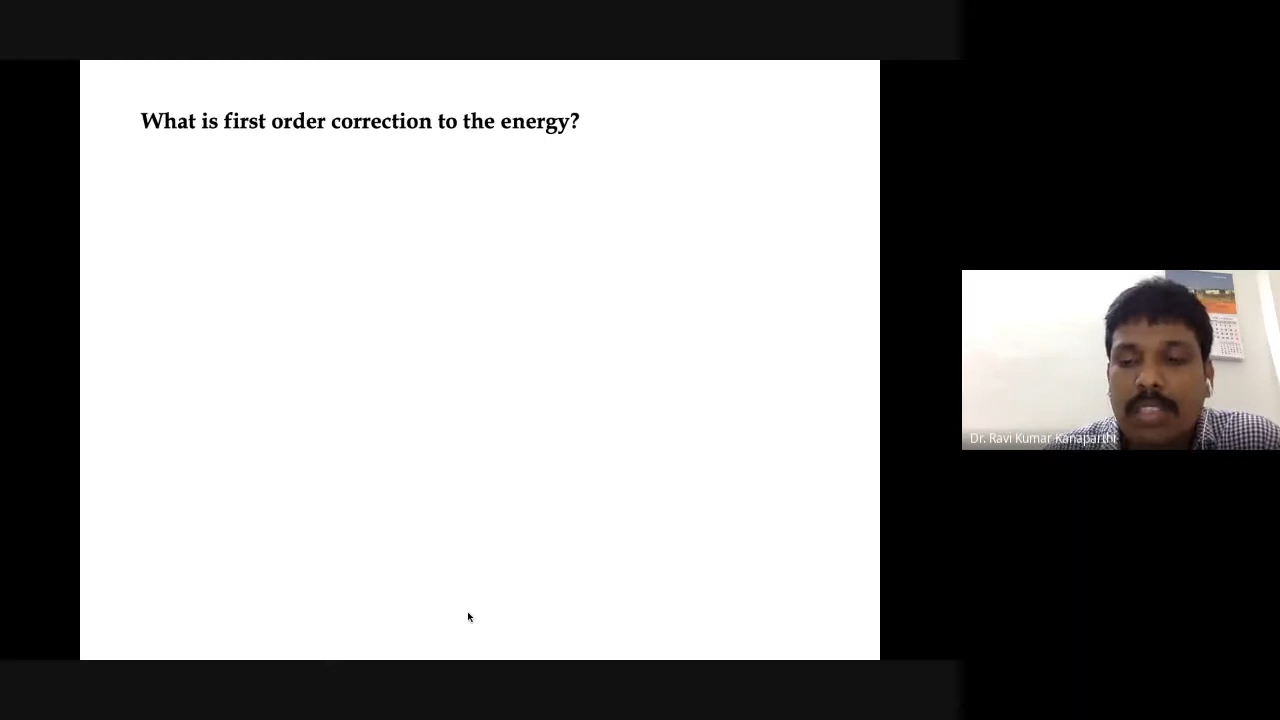 What is first order correction to the energy?
Dr. Ravi Kumar Kanaparthi